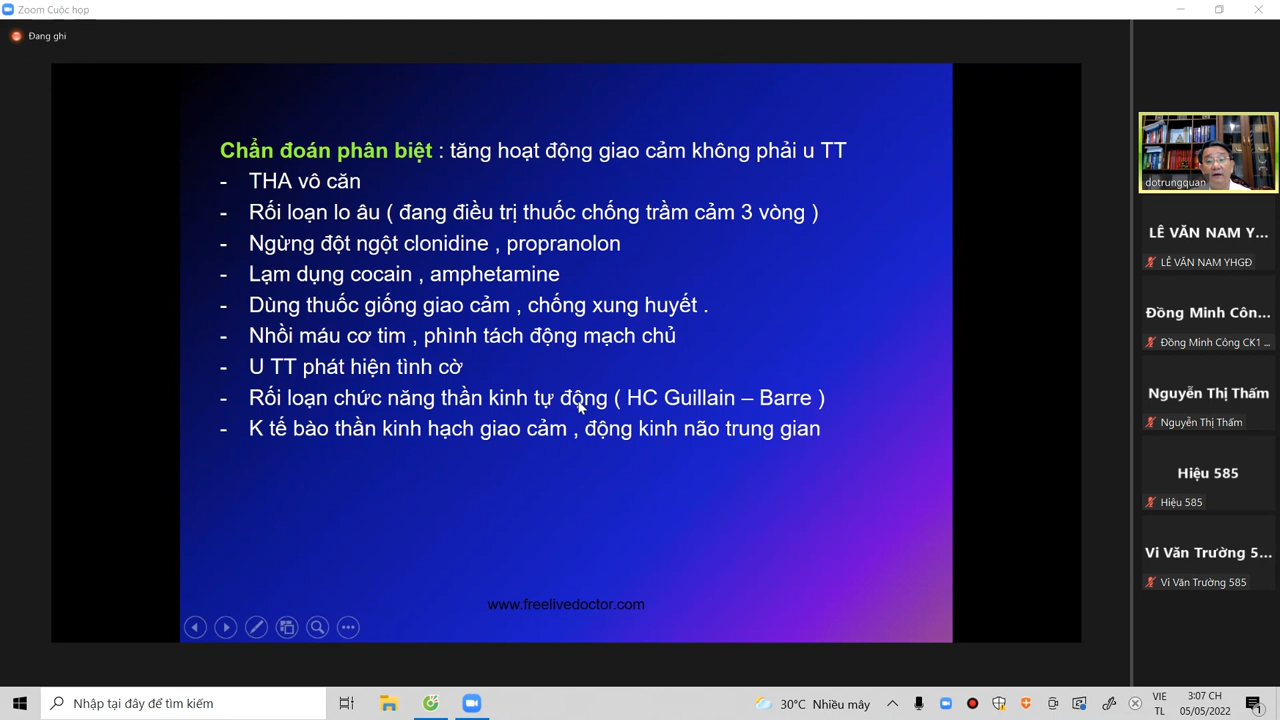 Zoom Cuộc họp
Đang ghi
Chẩn đoán phân biệt : tăng hoạt động giao cảm không phải u TT
- THA vô căn
- Rối loạn lo âu ( đang điều trị thuốc chống trầm cảm 3 vòng )
- Ngừng đột ngột clonidine , propranolon
- Lạm dụng cocain , amphetamine
- Dùng thuốc giống giao cảm , chống xung huyết .
- Nhồi máu cơ tim , phình tách động mạch chủ
- U TT phát hiện tình cờ
- Rối loạn chức năng thần kinh tự động ( HC Guillain – Barre )
- K tế bào thần kinh hạch giao cảm , động kinh não trung gian
www.freelivedoctor.com
dotrungquan
LÊ VĂN NAM Y...
LÊ VĂN NAM YHGĐ
Đồng Minh Côn...
Đồng Minh Công CK1 ...
Nguyễn Thị Thấm
Nguyễn Thị Thấm
Hiệu 585
Hiệu 585
Vi Văn Trường 5...
Vi Văn Trường 585
Nhập tại đây để tìm kiếm
30°C Nhiều mây
VIE
TL
3:07 CH
05/05/2022
1